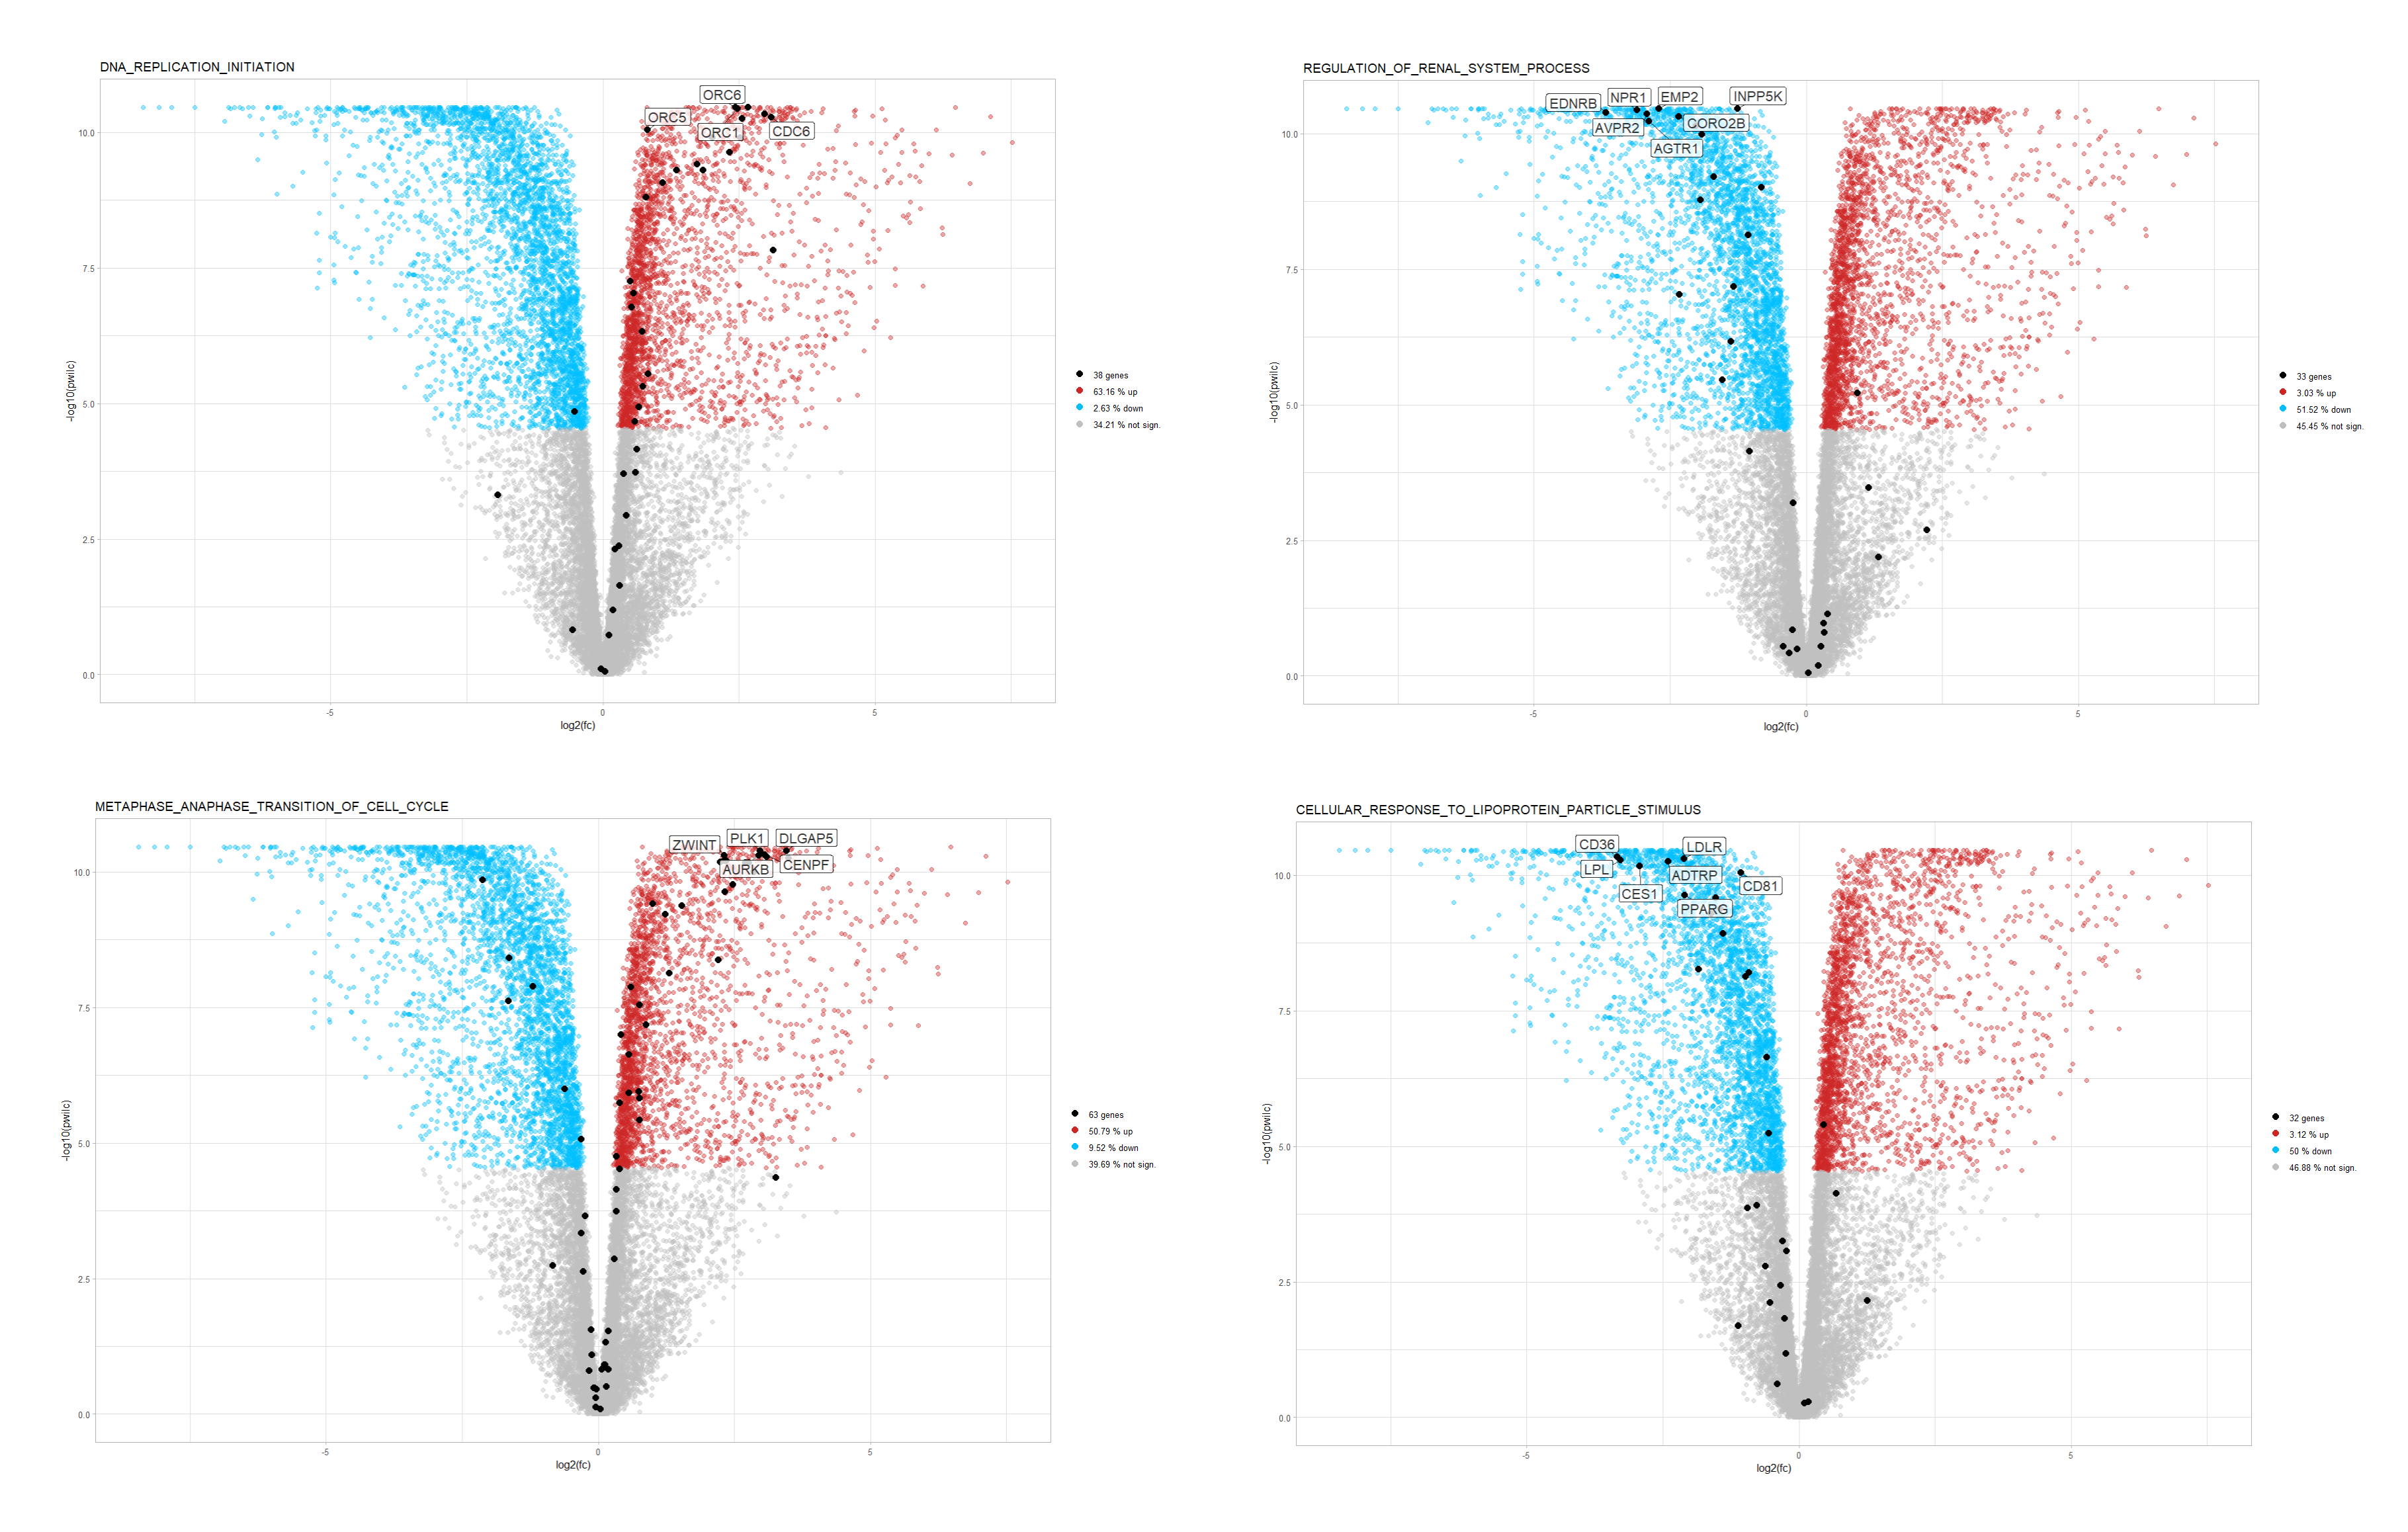 DNA_REPLICATION_INITIATION
ORC6
ORC5
ORC1
CDC6
10.0
7.5
5.0
2.5
0.0
-log10(pwilc)
-5
0
5
log2(fc)
38 genes
63.16 % up
2.63 % down
34.21 % not sign.
REGULATION_OF_RENAL_SYSTEM_PROCESS
EDNRB
NPR1
EMP2
INPP5K
AVPR2
CORO2B
AGTR1
10.0
7.5
5.0
2.5
0.0
-log10(pwilc)
-5
0
5
log2(fc)
33 genes
3.03 % up
51.52 % down
45.45 % not sign.
METAPHASE_ANAPHASE_TRANSITION_OF_CELL_CYCLE
ZWINT
PLK1
DLGAP5
AURKB
CENPF
10.0
7.5
5.0
2.5
0.0
-log10(pwilc)
-5
0
5
log2(fc)
63 genes
50.79 % up
9.52 % down
39.69 % not sign.
CELLULAR_RESPONSE_TO_LIPOPROTEIN_PARTICLE_STIMULUS
CD36
LDLR
LPL
ADTRP
CES1
CD81
PPARG
10.0
7.5
5.0
2.5
0.0
-log10(pwilc)
-5
0
5
log2(fc)
32 genes
3.12 % up
50 % down
46.88 % not sign.